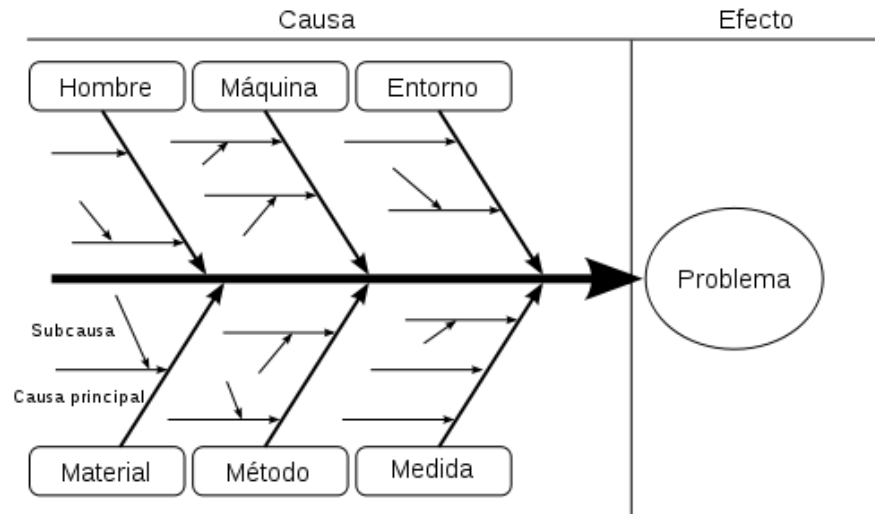 Causa
Efecto
Hombre
Máquina
Entorno
Problema
Subcausa
Causa principal
Material
Método
Medida